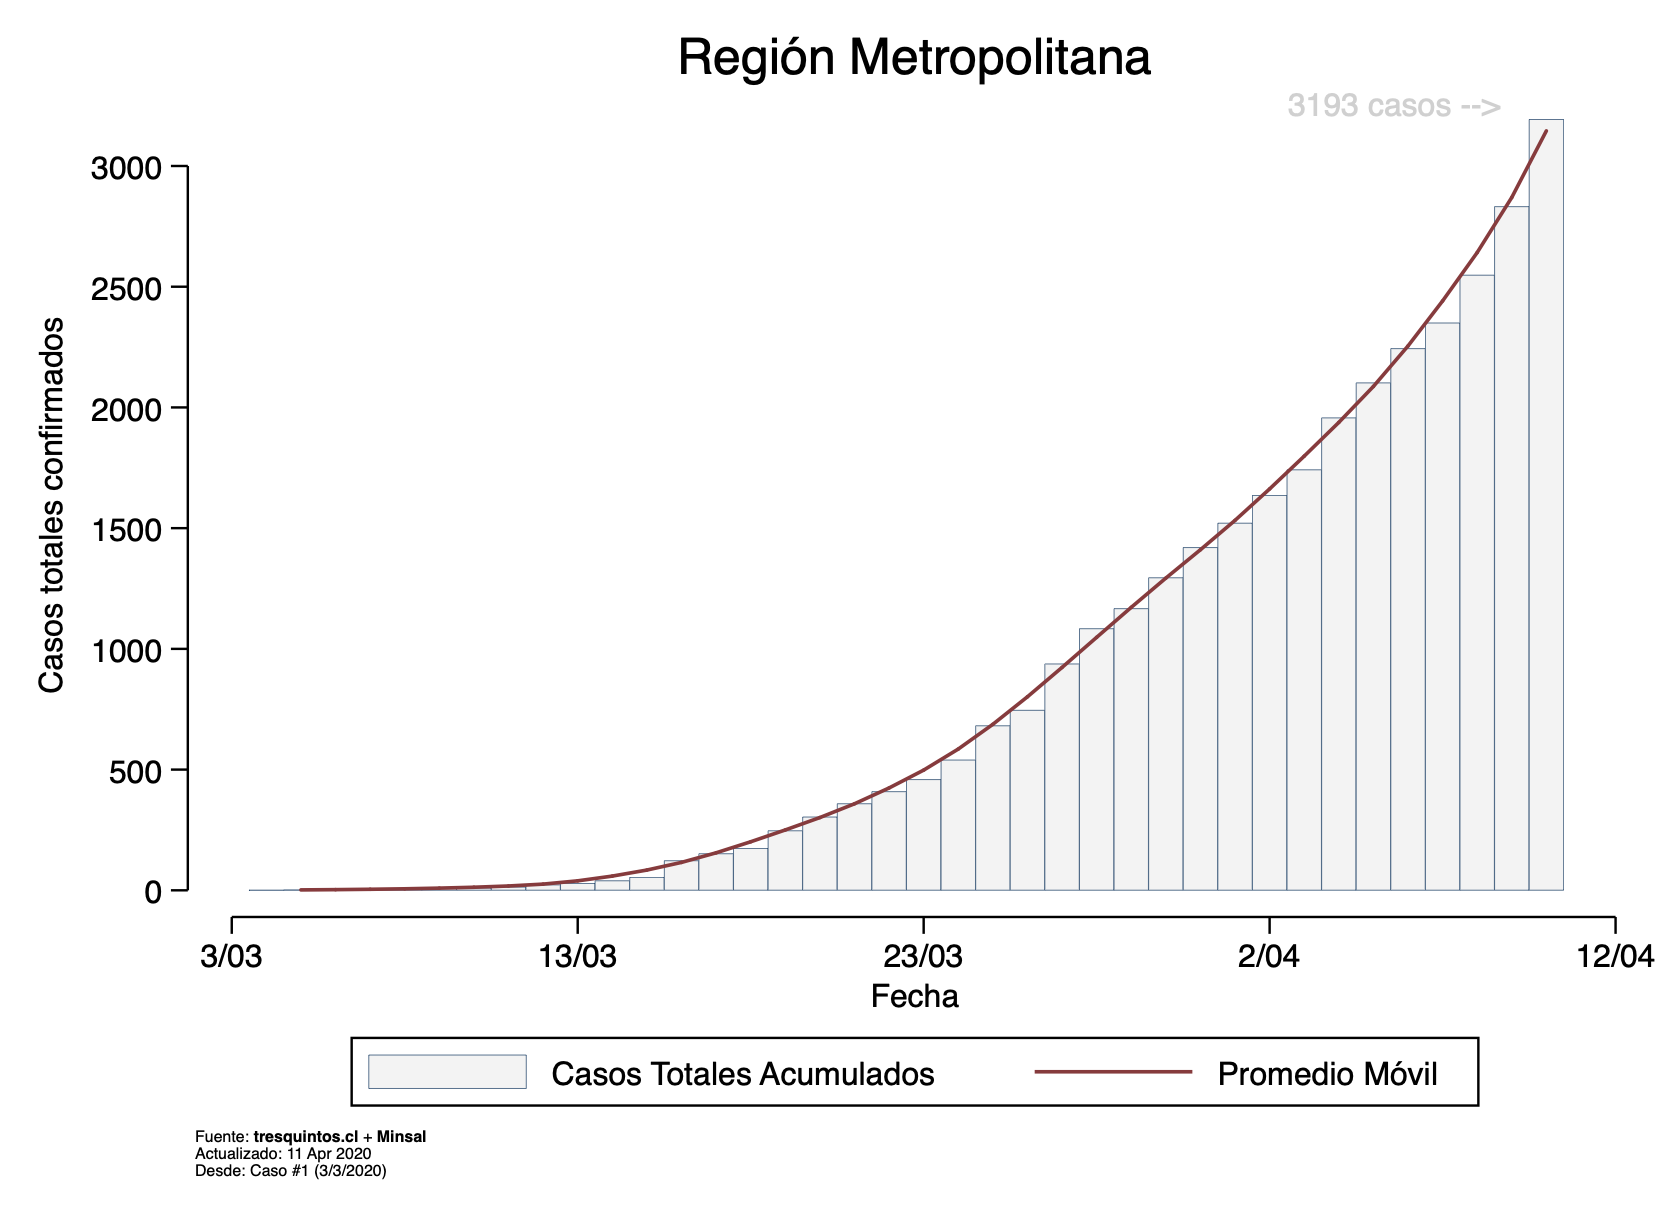 Región Metropolitana
3193 casos -->
Casos totales confirmados
3000
2500
2000
1500
1000
500
0
3/03 13/03 23/03 2/04 12/04
Fecha
Casos Totales Acumulados Promedio Móvil
Fuente: tresquintos.cl + Minsal
Actualizado: 11 Apr 2020
Desde: Caso #1 (3/3/2020)